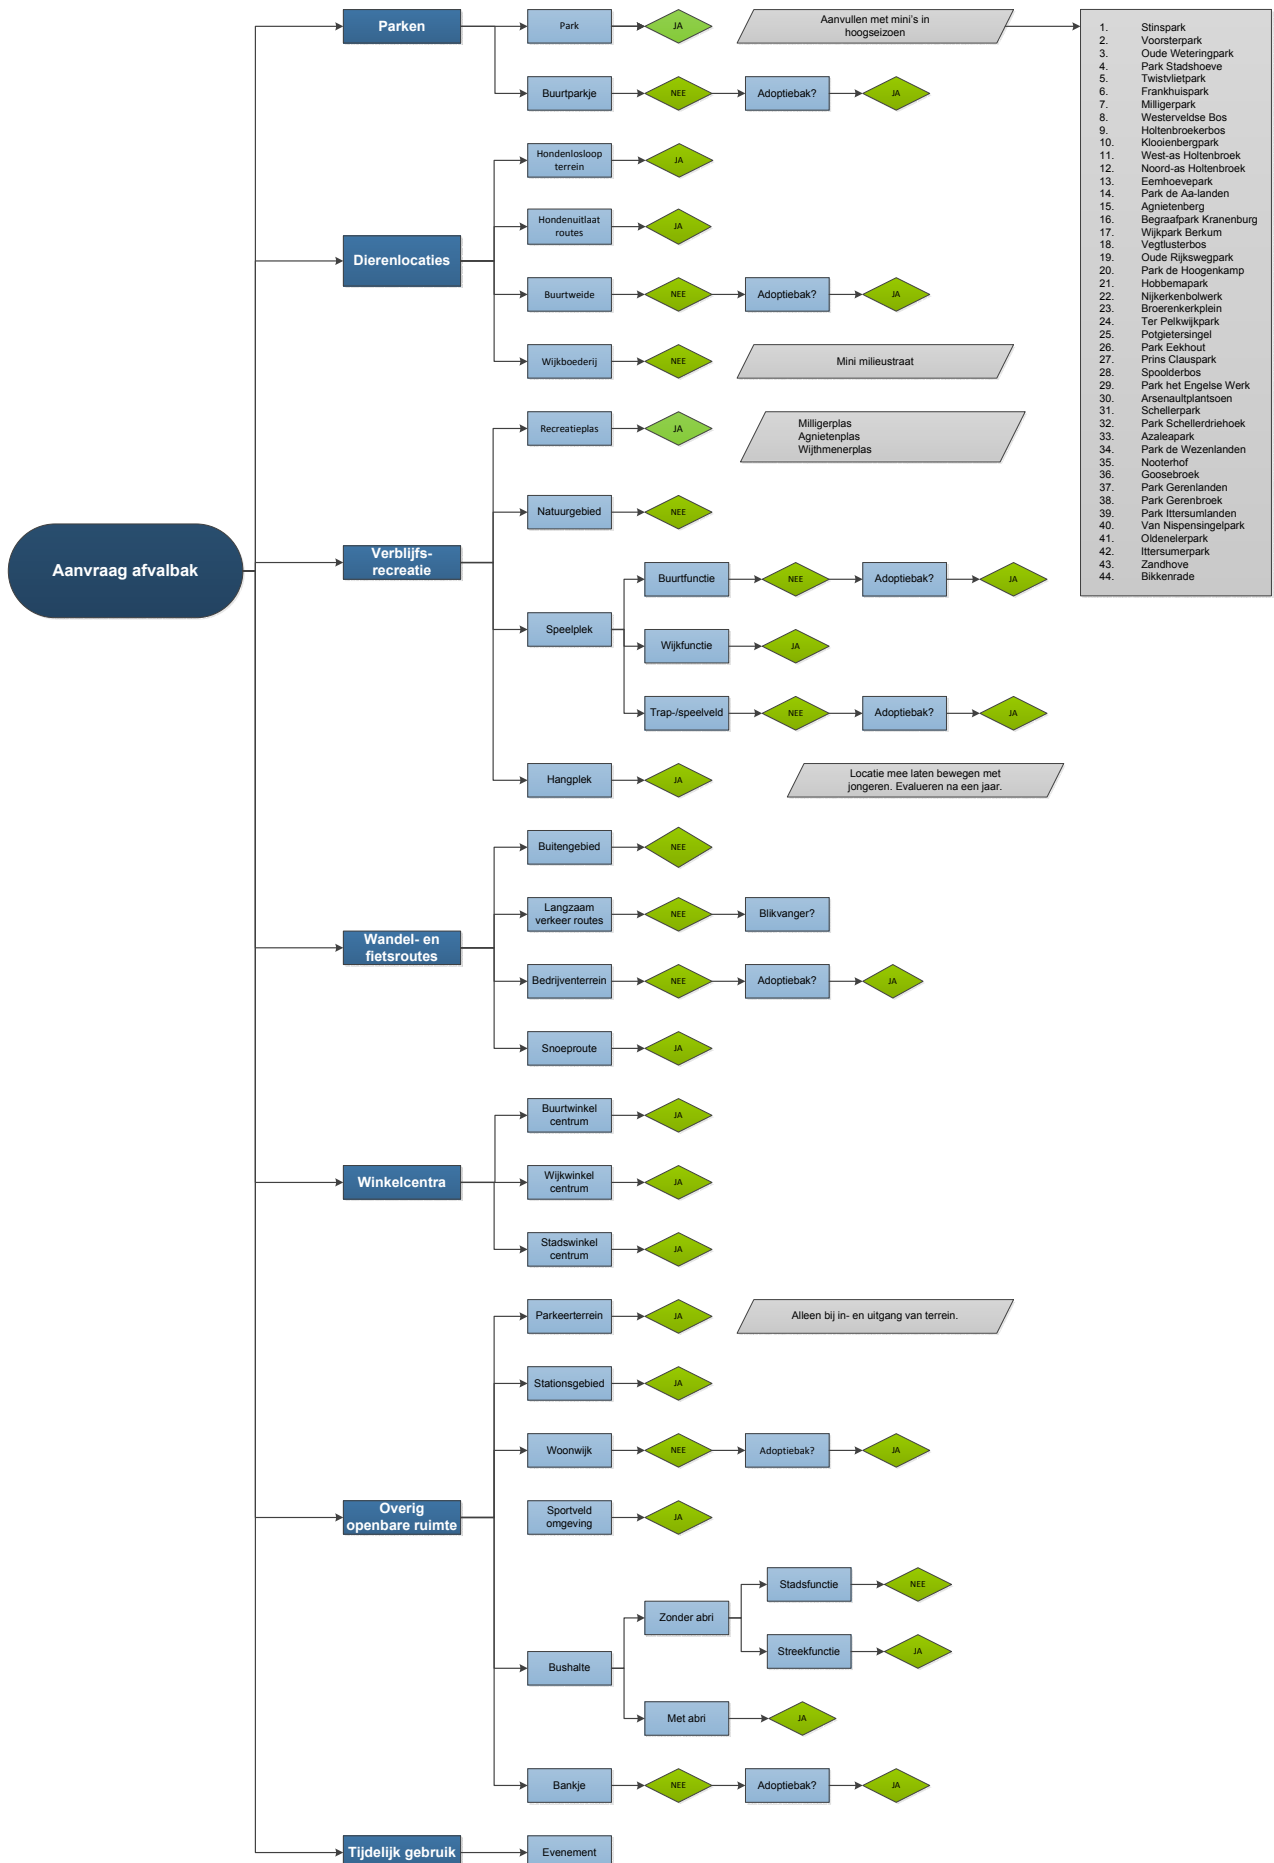 Parken
Park
JA
Aanvullen met mini's in
hoogseizoen
Buurtparkje
NEE
Adoptiebak?
JA
1. Stinspark
2. Voorsterpark
3. Oude Weteringpark
4. Park Stadshoeve
5. Twistvlietpark
6. Frankhuispark
7. Milligerpark
8. Westerveldse Bos
9. Holtenbroekerbos
10. Klooienbergpark
11. West-as Holtenbroek
12. Noord-as Holtenbroek
13. Eemhoevepark
14. Park de Aa-landen
15. Agnietenberg
16. Begraafpark Kranenburg
17. Wijkpark Berkum
18. Vegtlusterbos
19. Oude Rijkswegpark
20. Park de Hoogenkamp
21. Hobbemapark
22. Nijkerkenbolwerk
23. Broerenkerkplein
24. Ter Pelkwijkpark
25. Potgietersingel
26. Park Eekhout
27. Prins Clauspark
28. Spoolderbos
29. Park het Engelse Werk
30. Arsenaultplantsoen
31. Schellerpark
32. Park Schellerdriehoek
33. Azaleapark
34. Park de Wezenlanden
35. Nooterhof
36. Goosebroek
37. Park Gerenlanden
38. Park Gerenbroek
39. Park Ittersumlanden
40. Van Nispensingelpark
41. Oldenelerpark
42. Ittersumerpark
43. Zandhove
44. Bikkenrade
Dierenlocaties
Hondenlosloop
terrein
JA
Hondenuitlaat
routes
JA
Buurtweide
NEE
Adoptiebak?
JA
Wijkboederij
NEE
Mini milieustraat
Aanvraag afvalbak
Verblijfs-
recreatie
Recreatieplas
JA
Milligerplas
Agnietenplas
Wijthmenerplas
Natuurgebied
NEE
Speelplek
Buurtfunctie
NEE
Adoptiebak?
JA
Wijkfunctie
JA
Trap-/speelveld
NEE
Adoptiebak?
JA
Hangplek
JA
Locatie mee laten bewegen met
jongeren. Evalueren na een jaar.
Wandel- en
fietsroutes
Buitengebied
NEE
Langzaam
verkeer routes
NEE
Blikvanger?
Bedrijventerrein
NEE
Adoptiebak?
JA
Snoeproute
JA
Winkelcentra
Buurtwinkel
centrum
JA
Wijkwinkel
centrum
JA
Stadswinkel
centrum
JA
Overig
openbare ruimte
Parkeerterrein
JA
Alleen bij in- en uitgang van terrein.
Stationsgebied
JA
Woonwijk
NEE
Adoptiebak?
JA
Sportveld
omgeving
JA
Bushalte
Zonder abri
Stadsfunctie
NEE
Streekfunctie
JA
Met abri
JA
Bankje
NEE
Adoptiebak?
JA
Tijdelijk gebruik
Evenement